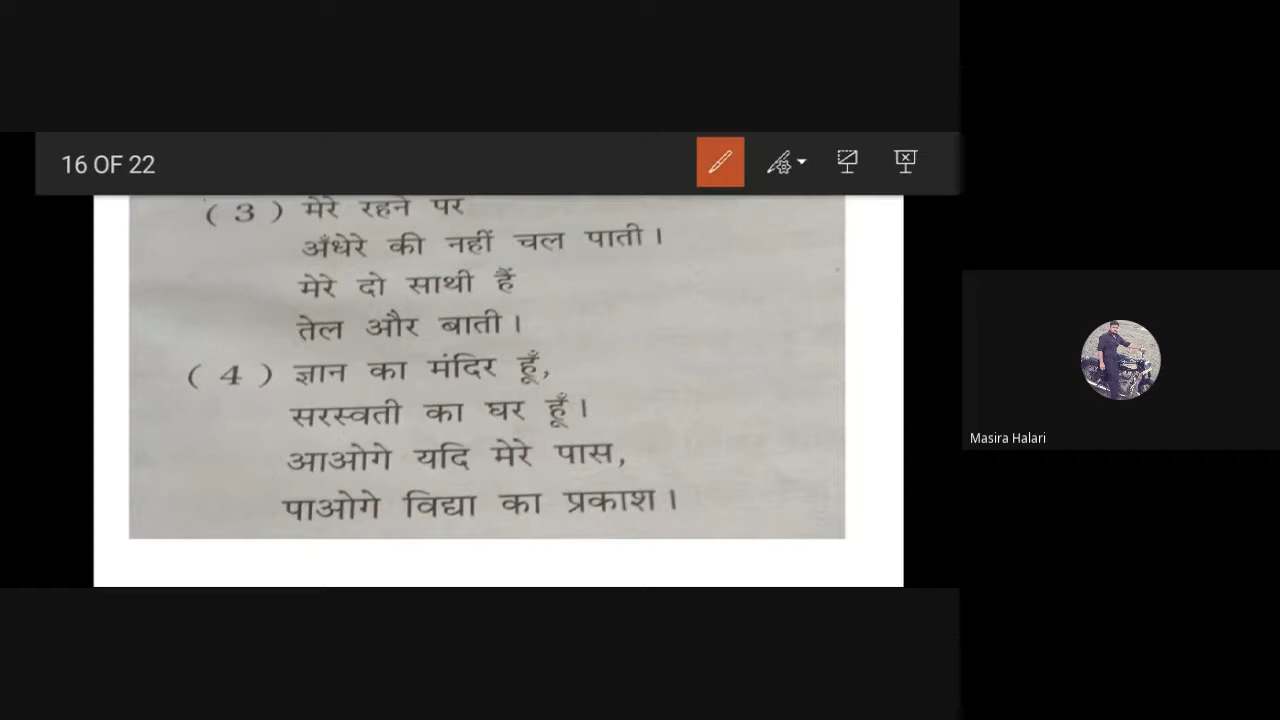 16 OF 22
( 3 ) मेरे रहने पर
अँधेरे की नहीं चल पाती।
मेरे दो साथी हैं
तेल और बाती।
( 4 ) ज्ञान का मंदिर हूँ,
सरस्वती का घर हूँ।
आओगे यदि मेरे पास,
पाओगे विद्या का प्रकाश।
Masira Halari